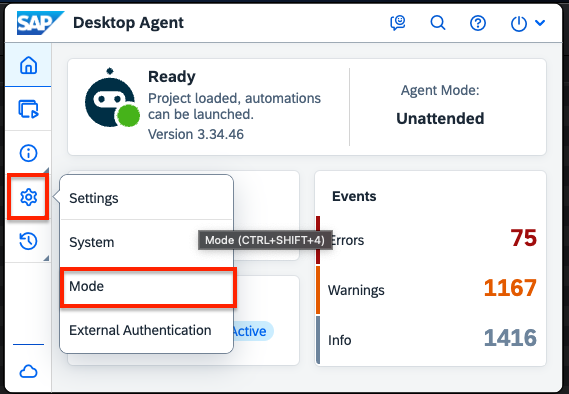 SAP Desktop Agent
Ready
Project loaded, automations
can be launched.
Version 3.34.46
Agent Mode:
Unattended
Settings
System
Mode
External Authentication
Mode (CTRL+SHIFT+4)
Active
Events
Errors 75
Warnings 1167
Info 1416